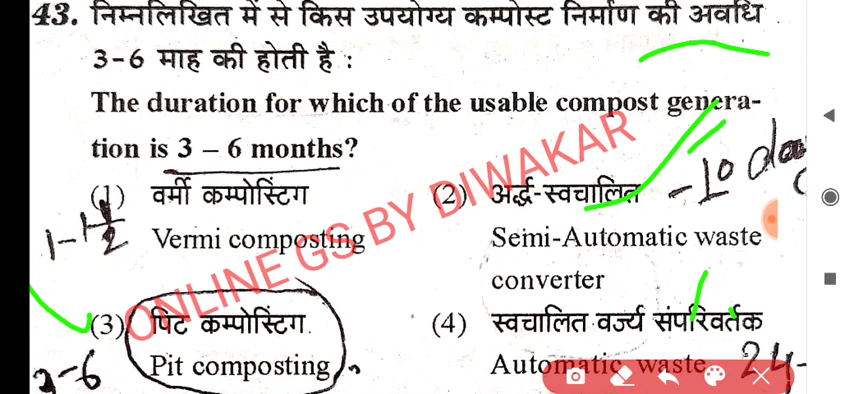 43. निम्नलिखित में से किस उपयोग्य कम्पोस्ट निर्माण की अवधि
3-6 माह की होती है :
The duration for which of the usable compost genera-
tion is 3 – 6 months?
(1) वर्मी कम्पोस्टिंग
1-1½
Vermi composting
(2) अर्द्ध-स्वचालित
-10
Semi-Automatic waste
converter
(3) पिट कम्पोस्टिंग
Pit composting
3-6
(4) स्वचालित वर्ज्य संपरिवर्तक
Automatic waste
24-
ONLINE GS BY DIWAKAR